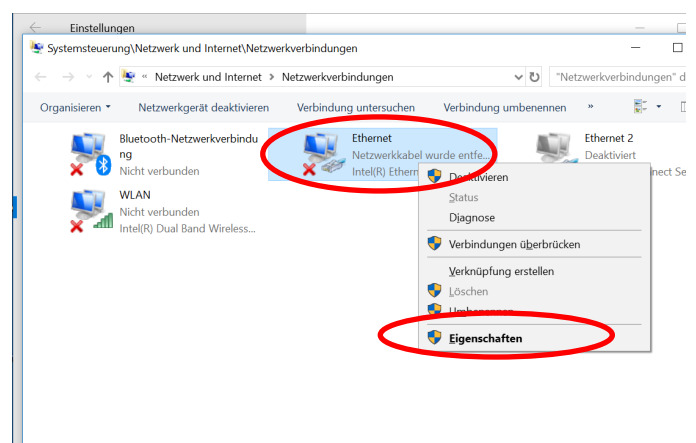 Einstellungen
Systemsteuerung\Netzwerk und Internet\Netzwerkverbindungen
« Netzwerk und Internet > Netzwerkverbindungen
"Netzwerkverbindungen" d
Organisieren Netzwerkgerät deaktivieren Verbindung untersuchen Verbindung umbenennen »
Bluetooth-Netzwerkverbindu
ng
Nicht verbunden
Ethernet
Netzwerkkabel wurde entfe...
Intel(R) Ethern
Ethernet 2
Deaktiviert
nect Se
WLAN
Nicht verbunden
Intel(R) Dual Band Wireless...
Deaktivieren
Status
Diagnose
Verbindungen überbrücken
Verknüpfung erstellen
Löschen
Umbenennen
Eigenschaften